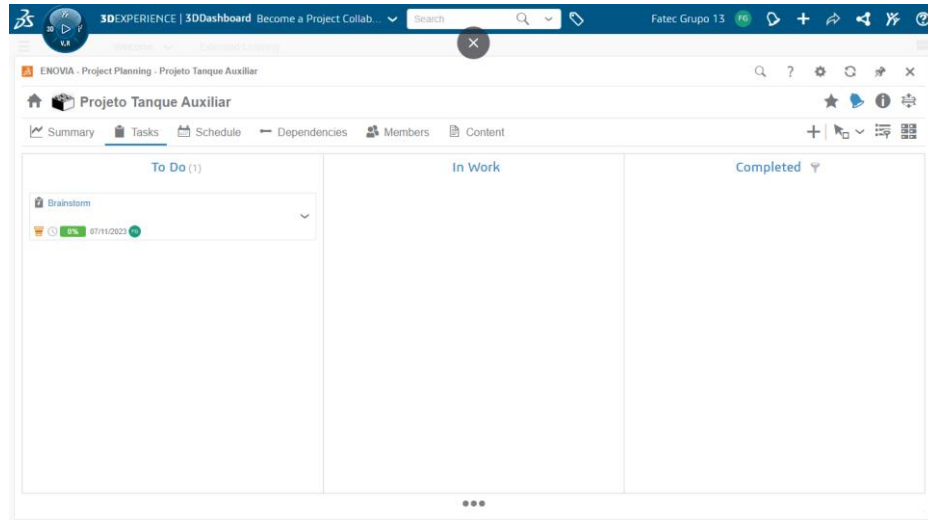 3DEXPERIENCE | 3DDashboard Become a Project Collab... Search Fatec Grupo 13 FG
3D
V.R
ENOVIA - Project Planning - Projeto Tanque Auxiliar
Projeto Tanque Auxiliar
Summary Tasks Schedule Dependencies Members Content
To Do (1) In Work Completed
Brainstorm
0% 07/11/2023 FG